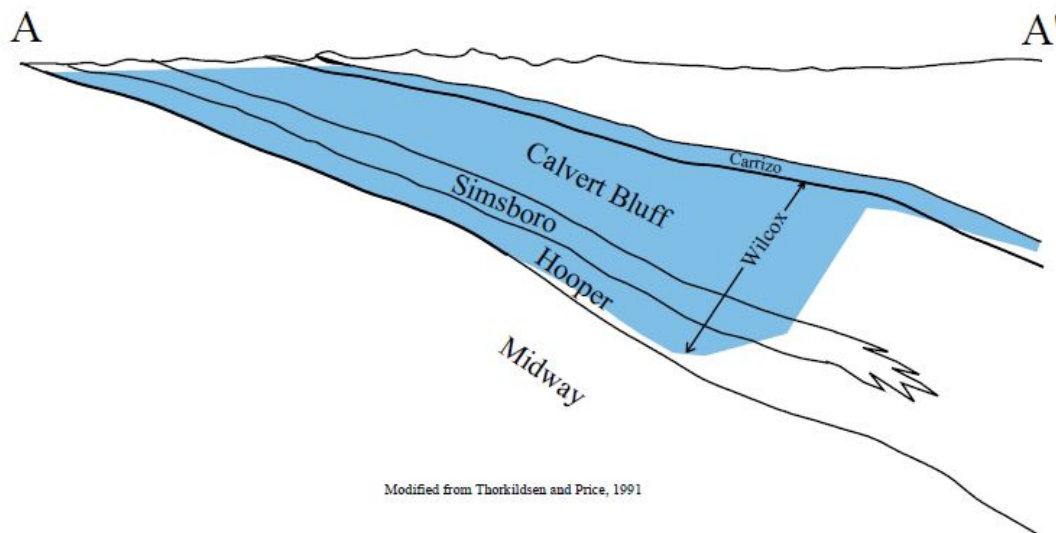 A
A'
Carrizo
Calvert Bluff
Wilcox
Simsboro
Hooper
Midway
Modified from Thorkildsen and Price, 1991